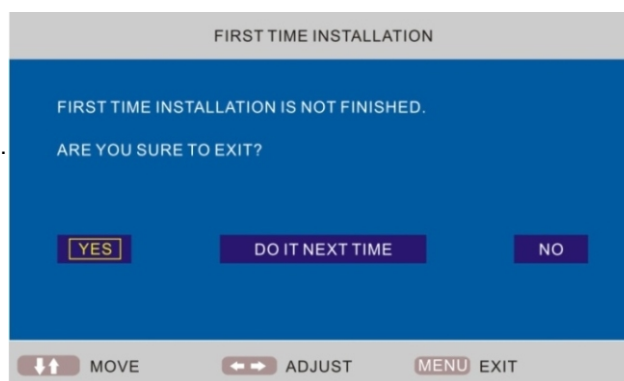 FIRST TIME INSTALLATION
FIRST TIME INSTALLATION IS NOT FINISHED.
ARE YOU SURE TO EXIT?
YES DO IT NEXT TIME NO
MOVE ADJUST MENU EXIT